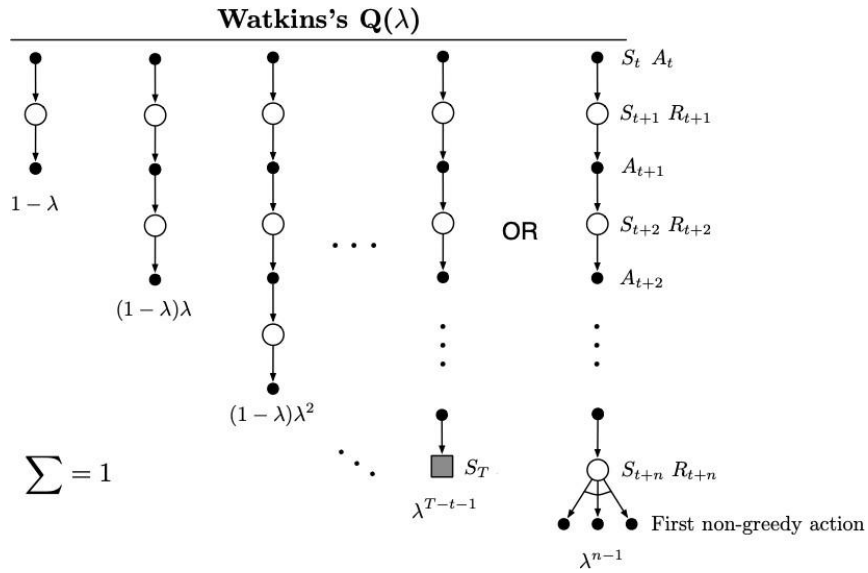 Watkins's Q(λ)
S_t A_t
S_{t+1} R_{t+1}
A_{t+1}
1 − λ
S_{t+2} R_{t+2}
OR
A_{t+2}
(1 − λ)λ
(1 − λ)λ²
∑ = 1
S_T
S_{t+n} R_{t+n}
λ^{T−t−1}
First non-greedy action
λ^{n−1}